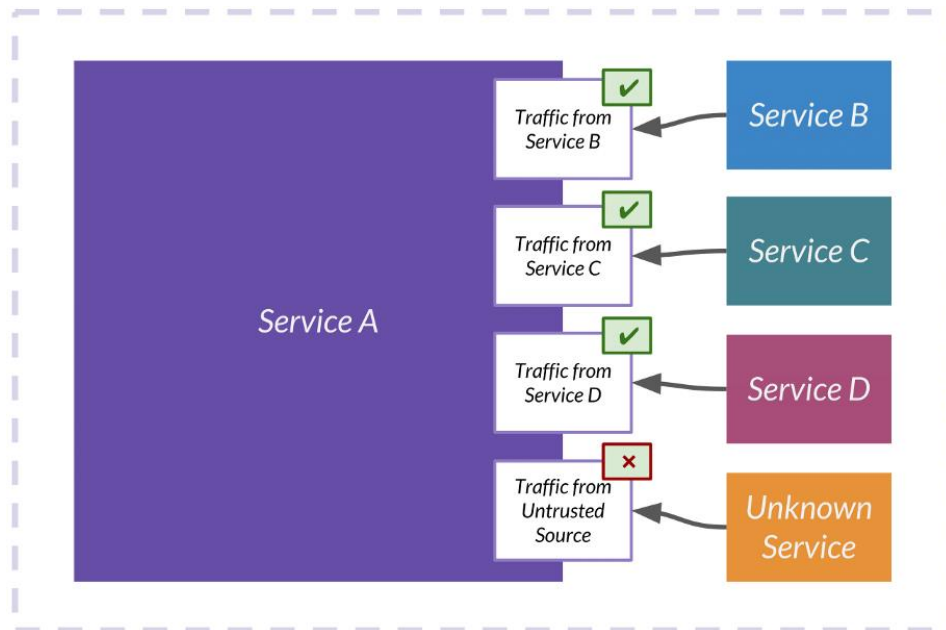 Service A
Traffic from
Service B
Service B
Traffic from
Service C
Service C
Traffic from
Service D
Service D
Traffic from
Untrusted
Source
Unknown
Service